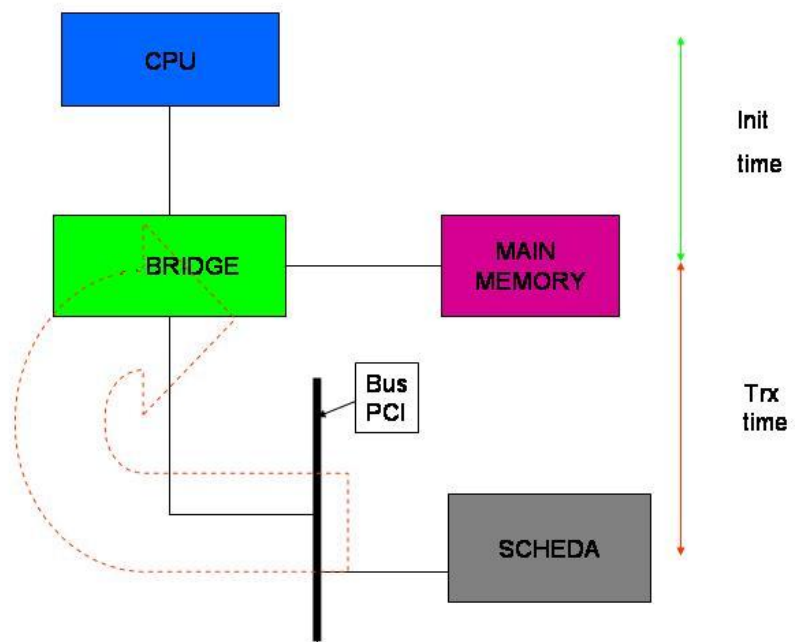 CPU
Init
time
BRIDGE
MAIN
MEMORY
Bus
PCI
Trx
time
SCHEDA